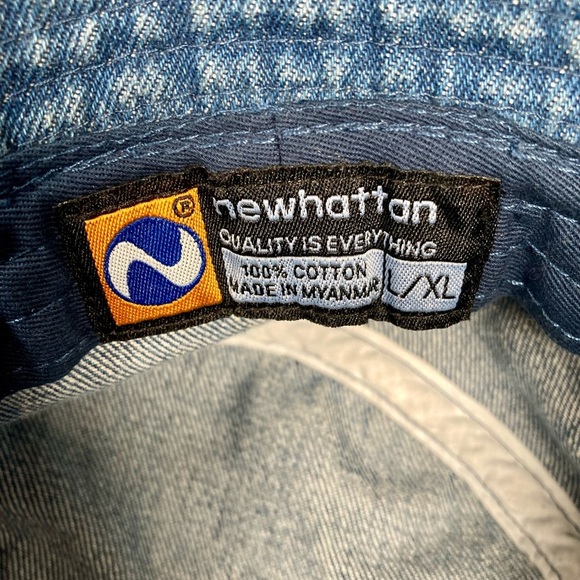 ®
newhattan
QUALITY IS EVERYTHING
100% COTTON
MADE IN MYANMAR
L/XL